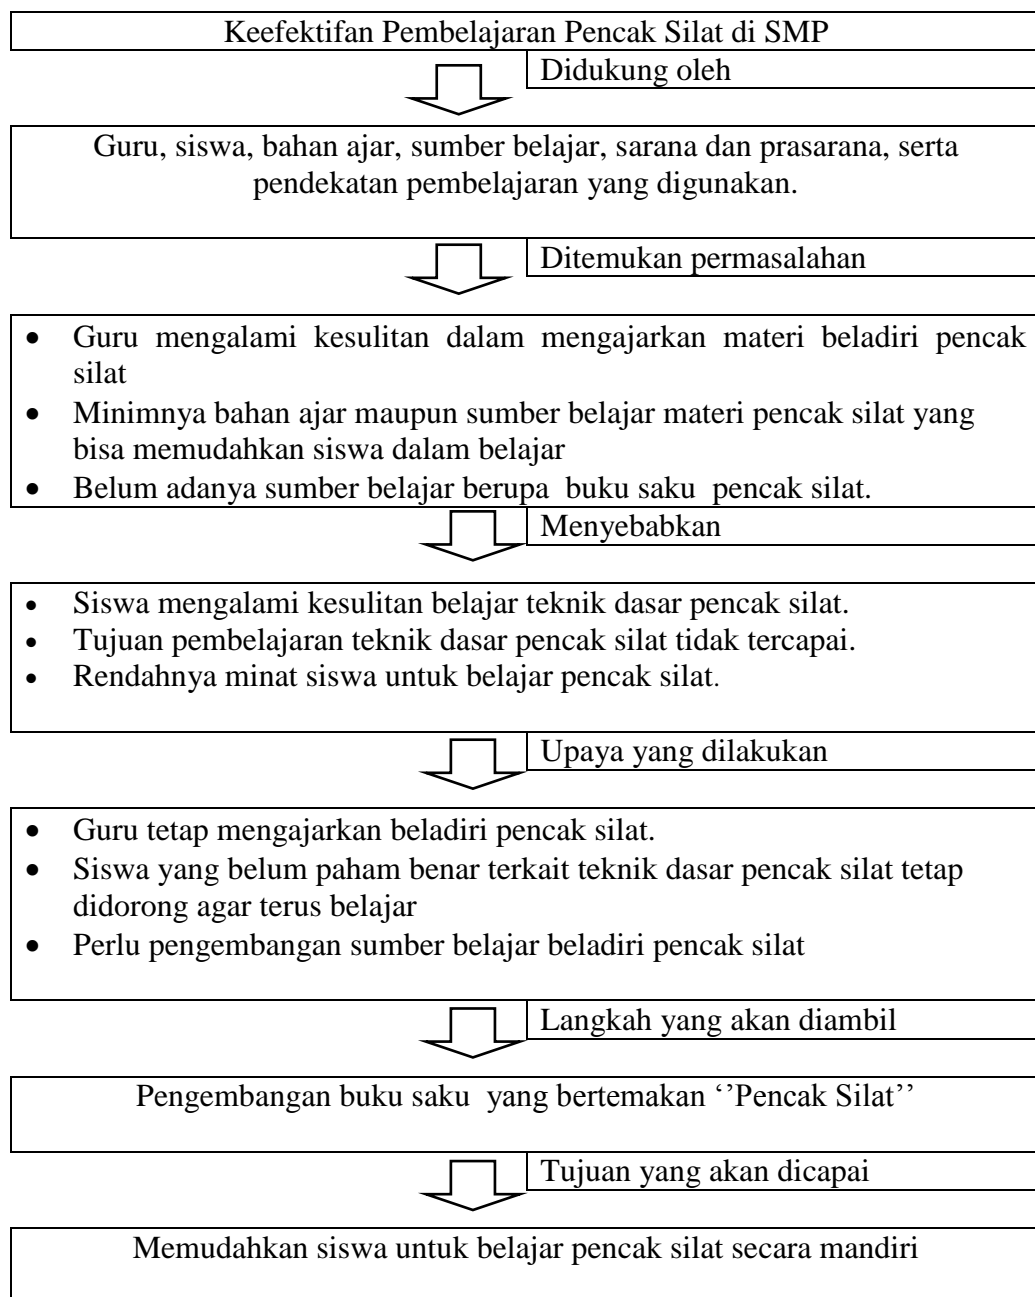 Keefektifan Pembelajaran Pencak Silat di SMP
Didukung oleh
Guru, siswa, bahan ajar, sumber belajar, sarana dan prasarana, serta
pendekatan pembelajaran yang digunakan.
Ditemukan permasalahan
• Guru mengalami kesulitan dalam mengajarkan materi beladiri pencak
silat
• Minimnya bahan ajar maupun sumber belajar materi pencak silat yang
bisa memudahkan siswa dalam belajar
• Belum adanya sumber belajar berupa buku saku pencak silat.
Menyebabkan
• Siswa mengalami kesulitan belajar teknik dasar pencak silat.
• Tujuan pembelajaran teknik dasar pencak silat tidak tercapai.
• Rendahnya minat siswa untuk belajar pencak silat.
Upaya yang dilakukan
• Guru tetap mengajarkan beladiri pencak silat.
• Siswa yang belum paham benar terkait teknik dasar pencak silat tetap
didorong agar terus belajar
• Perlu pengembangan sumber belajar beladiri pencak silat
Langkah yang akan diambil
Pengembangan buku saku yang bertemakan ‘’Pencak Silat’’
Tujuan yang akan dicapai
Memudahkan siswa untuk belajar pencak silat secara mandiri